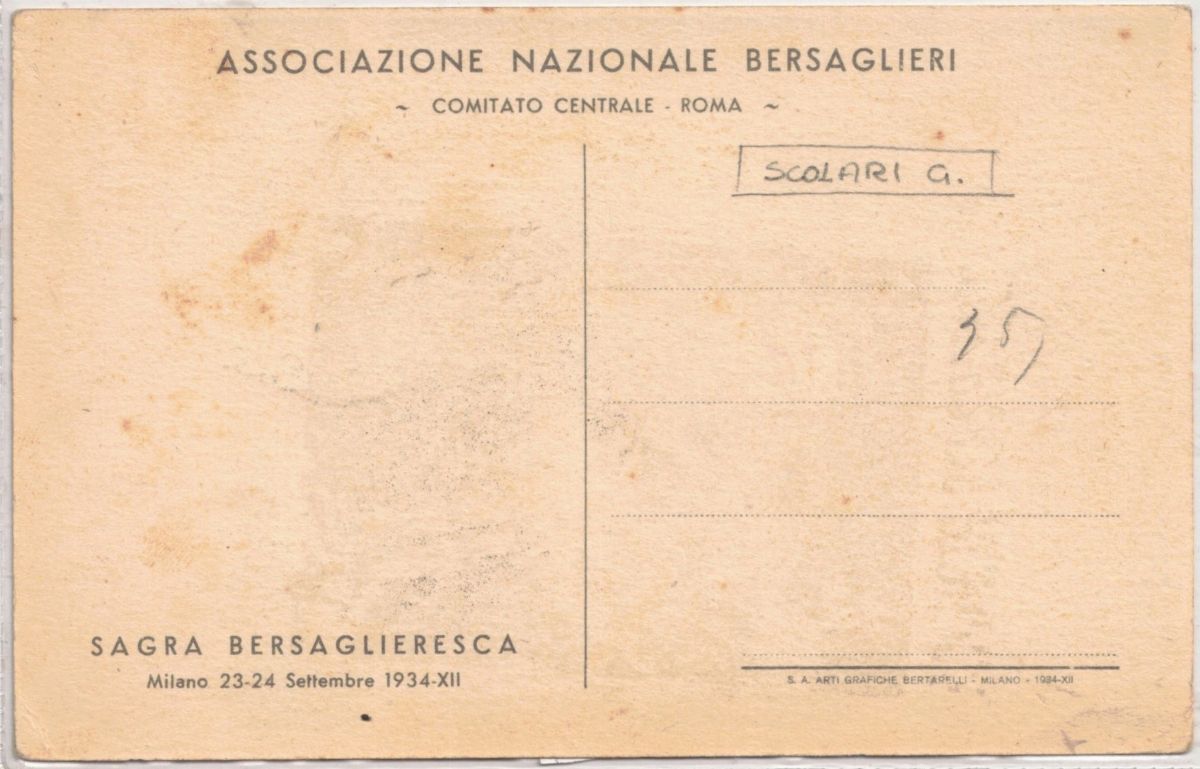 ASSOCIAZIONE NAZIONALE BERSAGLIERI
~ COMITATO CENTRALE - ROMA ~
SCOLARI G.
SAGRA BERSAGLIERESCA
Milano 23-24 Settembre 1934-XII
S. A. ARTI GRAFICHE BERTARELLI - MILANO - 1934-XII